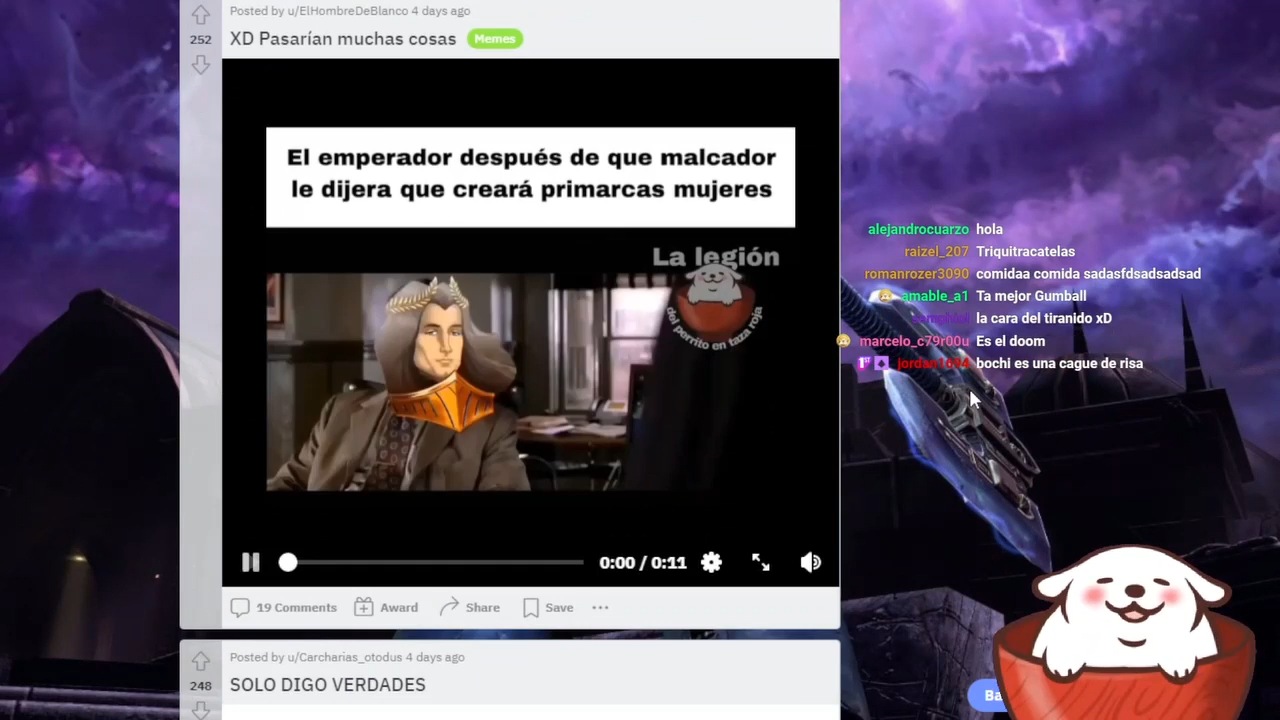 Posted by u/ElHombreDeBlanco 4 days ago
252
XD Pasarían muchas cosas
Memes
El emperador después de que malcador
le dijera que creará primarcas mujeres
La legión
del porrito en taza roja
0:00 / 0:11
19 Comments
Award
Share
Save
Posted by u/Carcharias_otodus 4 days ago
248
SOLO DIGO VERDADES
alejandrocuarzo hola
raizel_207 Triquitracatelas
romanrozer3090 comidaa comida sadasfdsadsadsad
amable_a1 Ta mejor Gumball
la cara del tiranido xD
marcelo_c79r00u Es el doom
bochi es una cague de risa
Ba